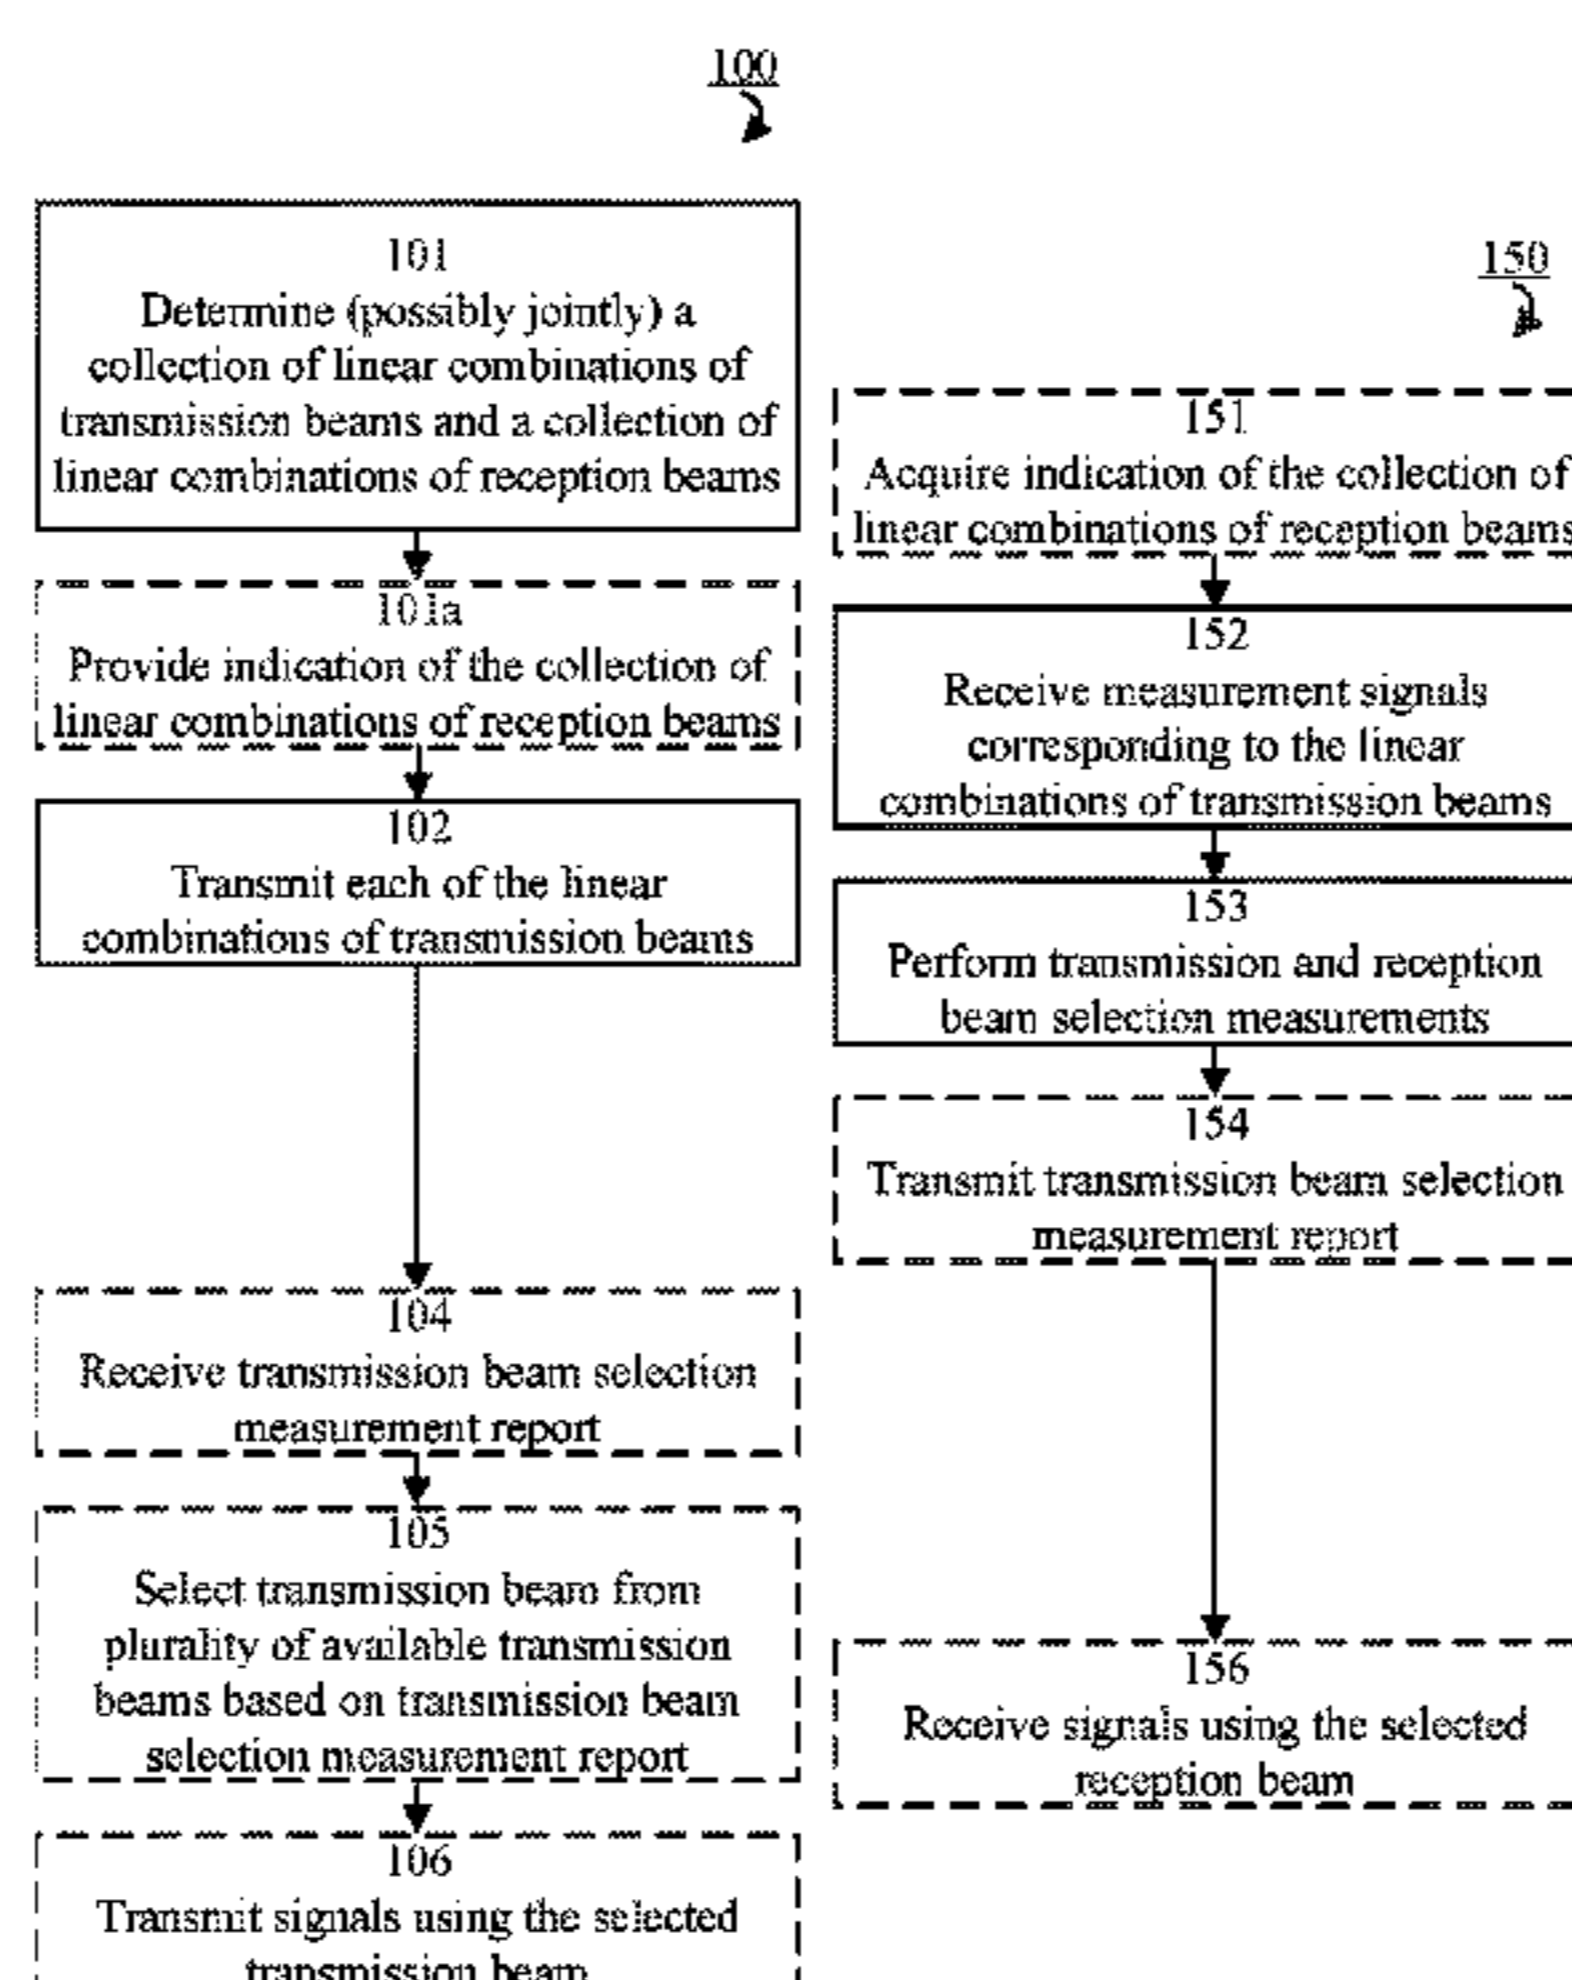 100
101
Determine (possibly jointly) a
collection of linear combinations of
transmission beams and a collection of
linear combinations of reception beams
101a
Provide indication of the collection of
linear combinations of reception beams
102
Transmit each of the linear
combinations of transmission beams
104
Receive transmission beam selection
measurement report
105
Select transmission beam from
plurality of available transmission
beams based on transmission beam
selection measurement report
106
Transmit signals using the selected
transmission beam
150
151
Acquire indication of the collection of
linear combinations of reception beams
152
Receive measurement signals
corresponding to the linear
combinations of transmission beams
153
Perform transmission and reception
beam selection measurements
154
Transmit transmission beam selection
measurement report
156
Receive signals using the selected
reception beam